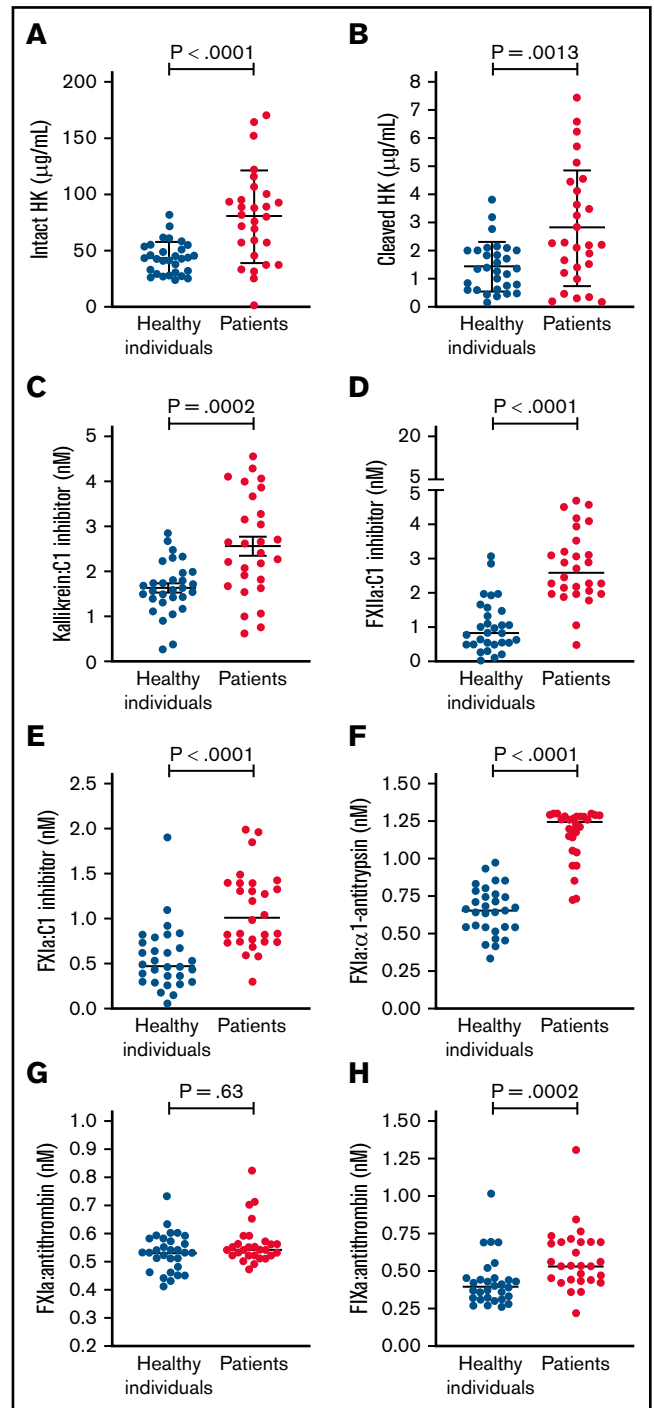 A
P < .0001
Intact HK (μg/mL)
200
150
100
50
0
Healthy individuals
Patients
B
P = .0013
Cleaved HK (μg/mL)
8
7
6
5
4
3
2
1
0
Healthy individuals
Patients
C
P = .0002
Kallikrein:C1 inhibitor (nM)
5
4
3
2
1
0
Healthy individuals
Patients
D
P < .0001
FXIIa:C1 inhibitor (nM)
20
5
5
4
3
2
1
0
Healthy individuals
Patients
E
P < .0001
FXIa:C1 inhibitor (nM)
2.5
2.0
1.5
1.0
0.5
0.0
Healthy individuals
Patients
F
P < .0001
FXIa:α1-antitrypsin (nM)
1.50
1.25
1.00
0.75
0.50
0.25
0.00
Healthy individuals
Patients
G
P = .63
FXIa:antithrombin (nM)
1.0
0.9
0.8
0.7
0.6
0.5
0.4
0.3
0.2
Healthy individuals
Patients
H
P = .0002
FIXa:antithrombin (nM)
1.50
1.25
1.00
0.75
0.50
0.25
0.00
Healthy individuals
Patients